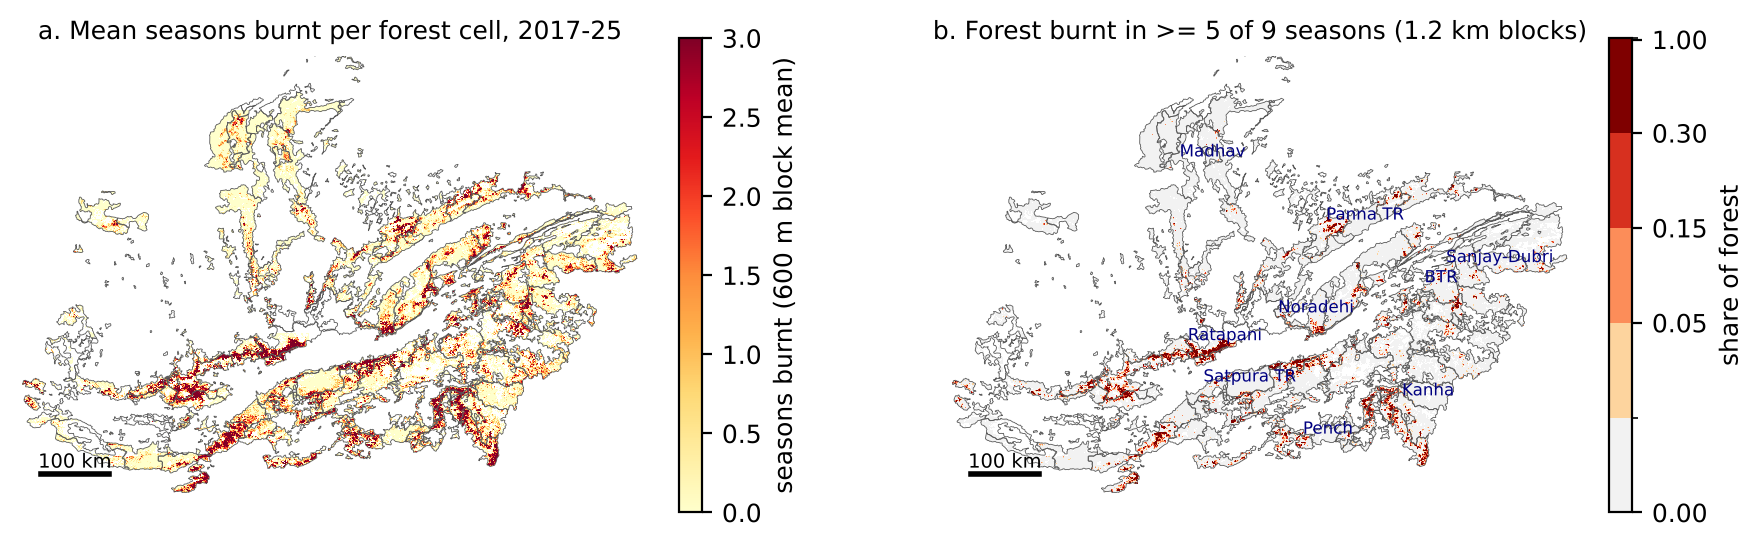 a. Mean seasons burnt per forest cell, 2017-25
3.0
2.5
2.0
1.5
1.0
0.5
0.0
seasons burnt (600 m block mean)
100 km
b. Forest burnt in >= 5 of 9 seasons (1.2 km blocks)
Madhav
Panna TR
Sanjay-Dubri
BTR
Noradehi
Ratapani
Satpura TR
Kanha
Pench
100 km
1.00
0.30
0.15
0.05
0.00
share of forest